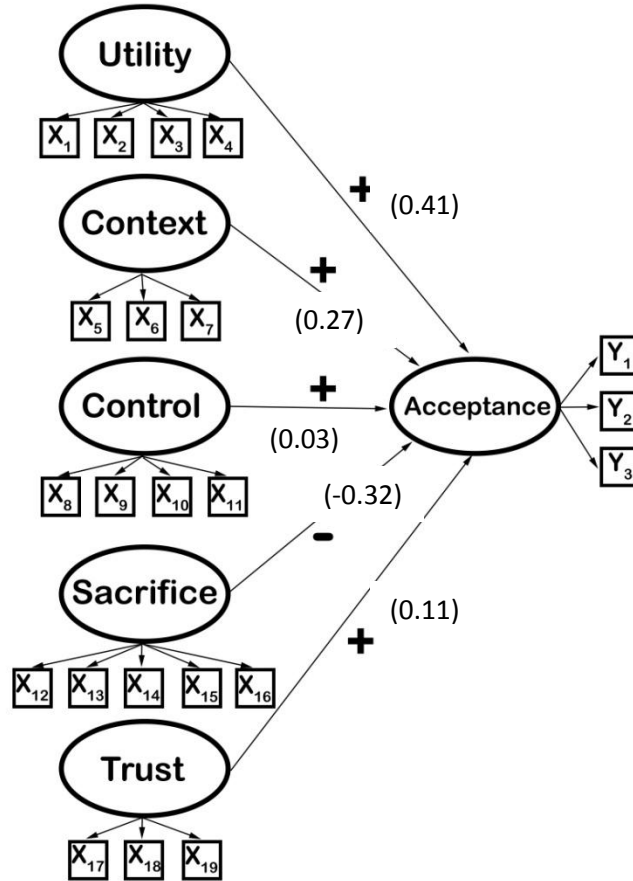 Utility
X1 X2 X3 X4
+ (0.41)
Context
+
X5 X6 X7
(0.27)
Y1
Control
+
Acceptance
Y2
(0.03)
Y3
X8 X9 X10 X11
(-0.32)
-
Sacrifice
(0.11)
+
X12 X13 X14 X15 X16
Trust
X17 X18 X19